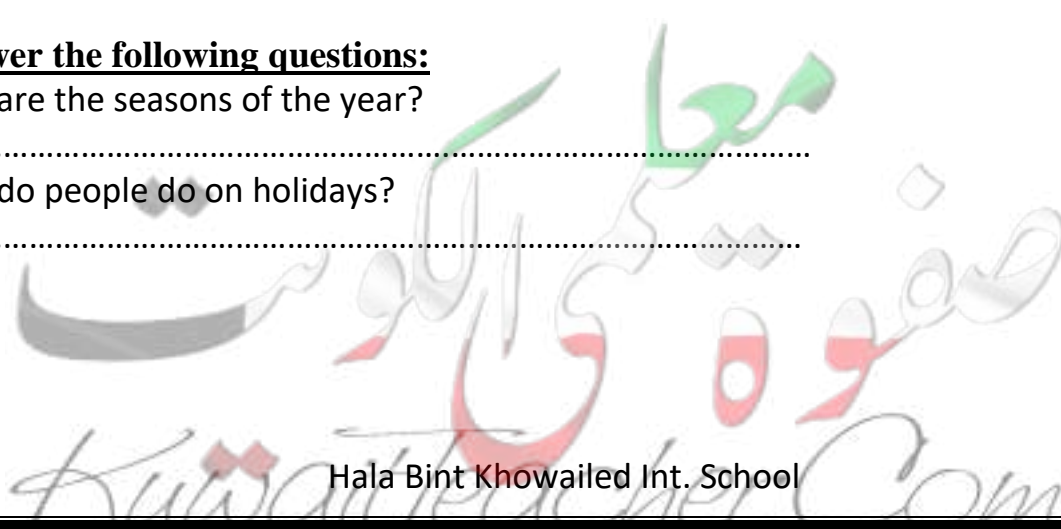 ver the following questions:
are the seasons of the year?
................................................................................................
do people do on holidays?
................................................................................................
صفوة معلمى الكويت
Hala Bint Khowailed Int. School
KuwaitTeacher.Com